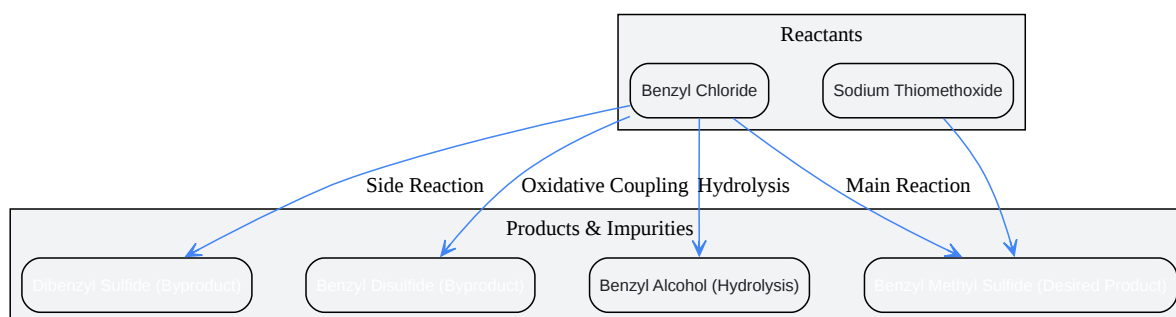 Reactants
Benzyl Chloride
Sodium Thiomethoxide
Side Reaction
Oxidative Coupling
Hydrolysis
Main Reaction
Products & Impurities
Dibenzyl Sulfide (Byproduct)
Benzyl Disulfide (Byproduct)
Benzyl Alcohol (Hydrolysis)
Benzyl Methyl Sulfide (Desired Product)